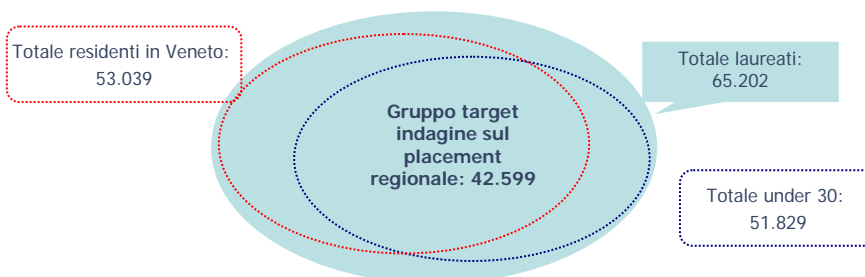 Totale residenti in Veneto:
53.039
Totale laureati:
65.202
Gruppo target
indagine sul
placement
regionale: 42.599
Totale under 30:
51.829